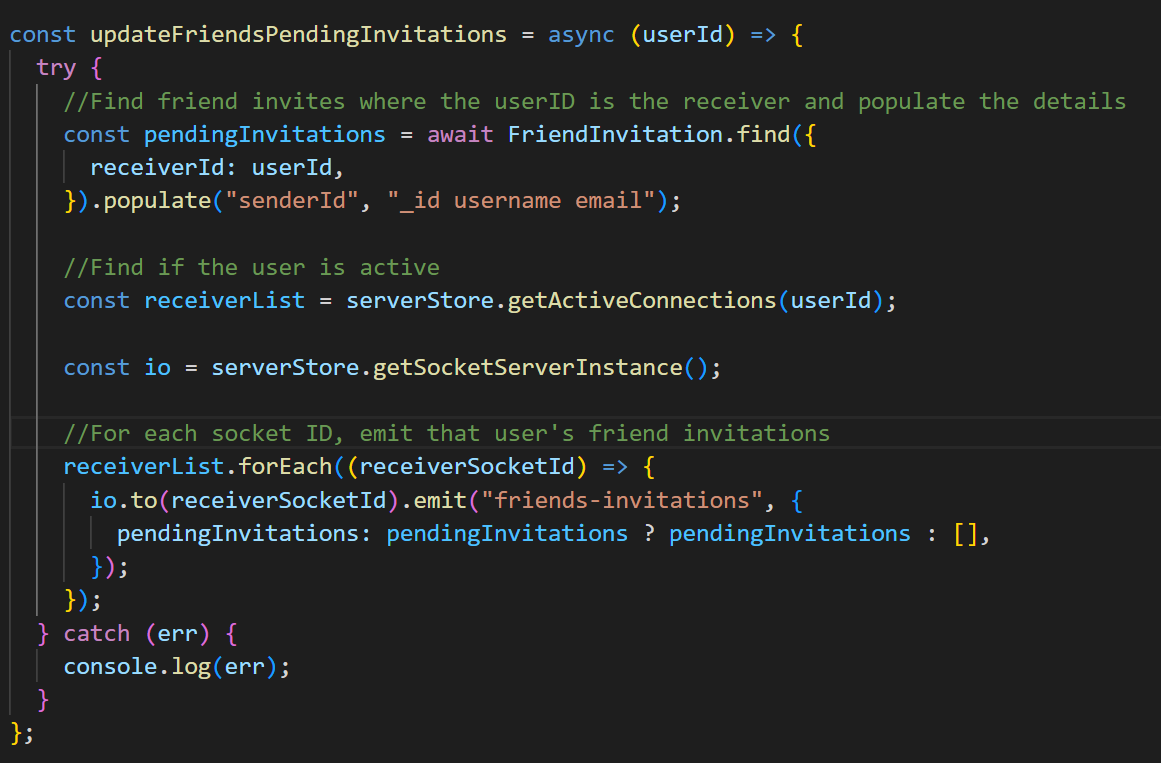 const updateFriendsPendingInvitations = async (userId) => {
  try {
    //Find friend invites where the userID is the receiver and populate the details
    const pendingInvitations = await FriendInvitation.find({
      receiverId: userId,
    }).populate("senderId", "_id username email");

    //Find if the user is active
    const receiverList = serverStore.getActiveConnections(userId);

    const io = serverStore.getSocketServerInstance();

    //For each socket ID, emit that user's friend invitations
    receiverList.forEach((receiverSocketId) => {
      io.to(receiverSocketId).emit("friends-invitations", {
        pendingInvitations: pendingInvitations ? pendingInvitations : [],
      });
    });
  } catch (err) {
    console.log(err);
  }
};